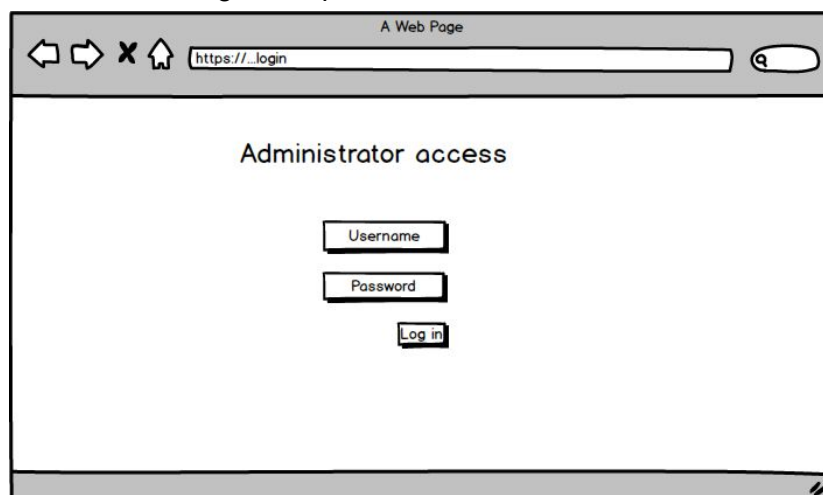 A Web Page
https://...login
Administrator access
Username
Password
Log in